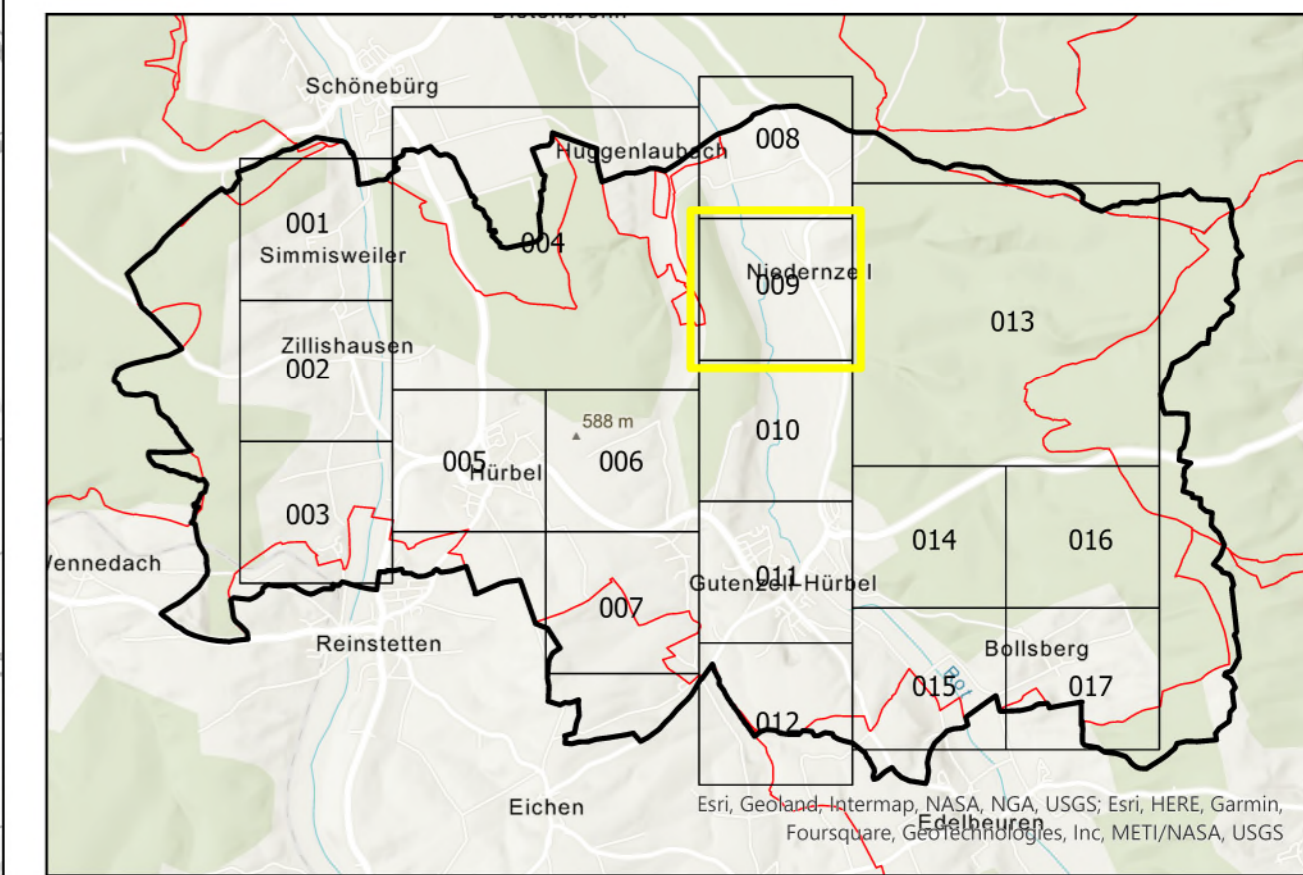 Schönebürg
Huggenlaubach
008
001
Simmisweiler
004
Niedernzell
009
013
Zillishausen
002
588 m
010
005
006
Hürbel
003
014
016
Wennedach
011
Gutenzell-Hürbel
007
Reinstetten
Bollsberg
Rot
015
017
012
Eichen
Esri, Geoland, Intermap, NASA, NGA, USGS; Esri, HERE, Garmin,
Edelbeuren
Foursquare, GeoTechnologies, Inc, METI/NASA, USGS